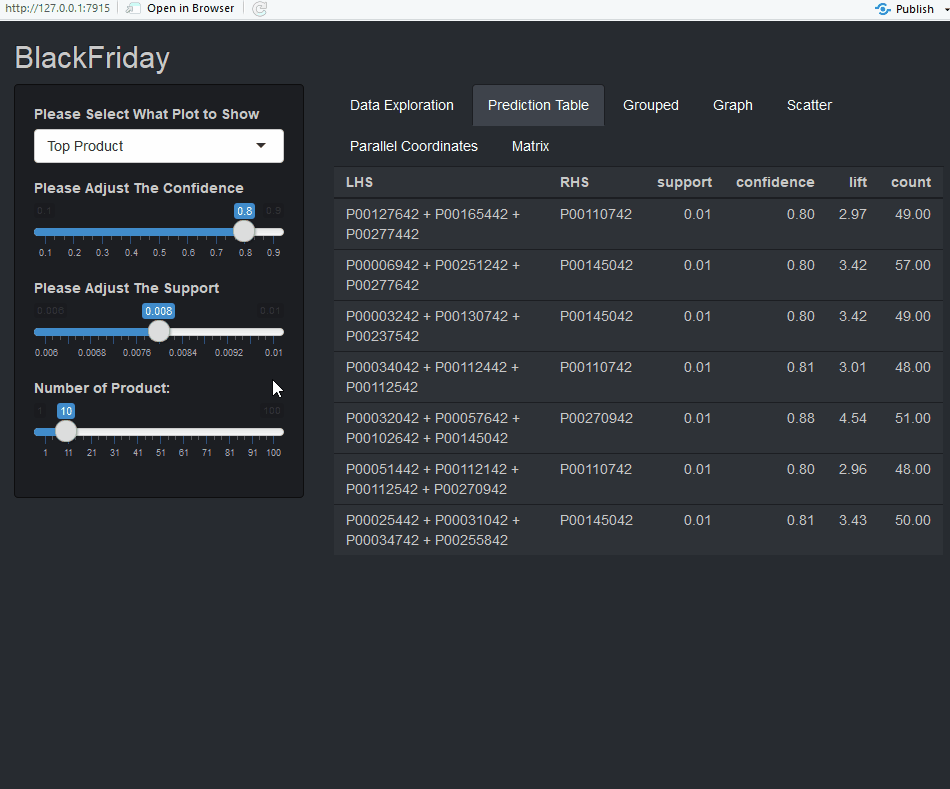 http://127.0.0.1:7915 Open in Browser Publish
BlackFriday
Please Select What Plot to Show
Top Product
Please Adjust The Confidence
0.1 0.8 0.9
0.1 0.2 0.3 0.4 0.5 0.6 0.7 0.8 0.9
Please Adjust The Support
0.006 0.008 0.01
0.006 0.0068 0.0076 0.0084 0.0092 0.01
Number of Product:
1 10 100
1 11 21 31 41 51 61 71 81 91 100
Data Exploration Prediction Table Grouped Graph Scatter
Parallel Coordinates Matrix
LHS RHS support confidence lift count
P00127642 + P00165442 + P00110742 0.01 0.80 2.97 49.00
P00277442
P00006942 + P00251242 + P00145042 0.01 0.80 3.42 57.00
P00277642
P00003242 + P00130742 + P00145042 0.01 0.80 3.42 49.00
P00237542
P00034042 + P00112442 + P00110742 0.01 0.81 3.01 48.00
P00112542
P00032042 + P00057642 + P00270942 0.01 0.88 4.54 51.00
P00102642 + P00145042
P00051442 + P00112142 + P00110742 0.01 0.80 2.96 48.00
P00112542 + P00270942
P00025442 + P00031042 + P00145042 0.01 0.81 3.43 50.00
P00034742 + P00255842